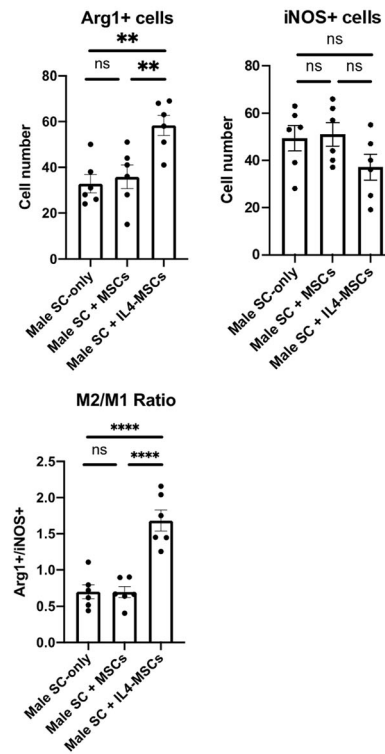 Arg1+ cells
**
ns
**
Cell number
80
60
40
20
0
Male SC-only
Male SC + MSCs
Male SC + IL4-MSCs
iNOS+ cells
ns
ns
ns
Cell number
80
60
40
20
0
Male SC-only
Male SC + MSCs
Male SC + IL4-MSCs
M2/M1 Ratio
****
ns
****
Arg1+/iNOS+
2.5
2.0
1.5
1.0
0.5
0.0
Male SC-only
Male SC + MSCs
Male SC + IL4-MSCs